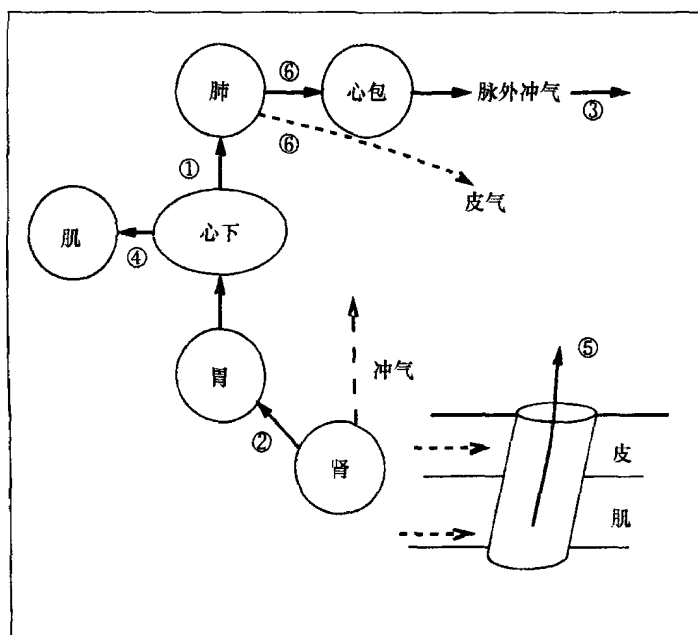 肺
⑥
心包
脉外冲气
③
⑥
①
皮气
肌
④
心下
胃
冲气
②
肾
⑤
皮
肌